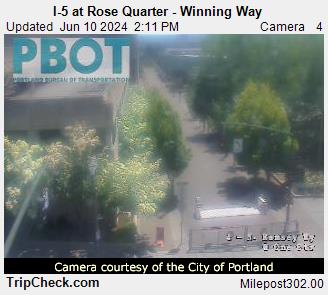 I-5 at Rose Quarter - Winning Way
Updated Jun 10 2024 2:11 PM Camera 4
PBOT
PORTLAND BUREAU OF TRANSPORTATION
Camera courtesy of the City of Portland
TripCheck.com Milepost302.00